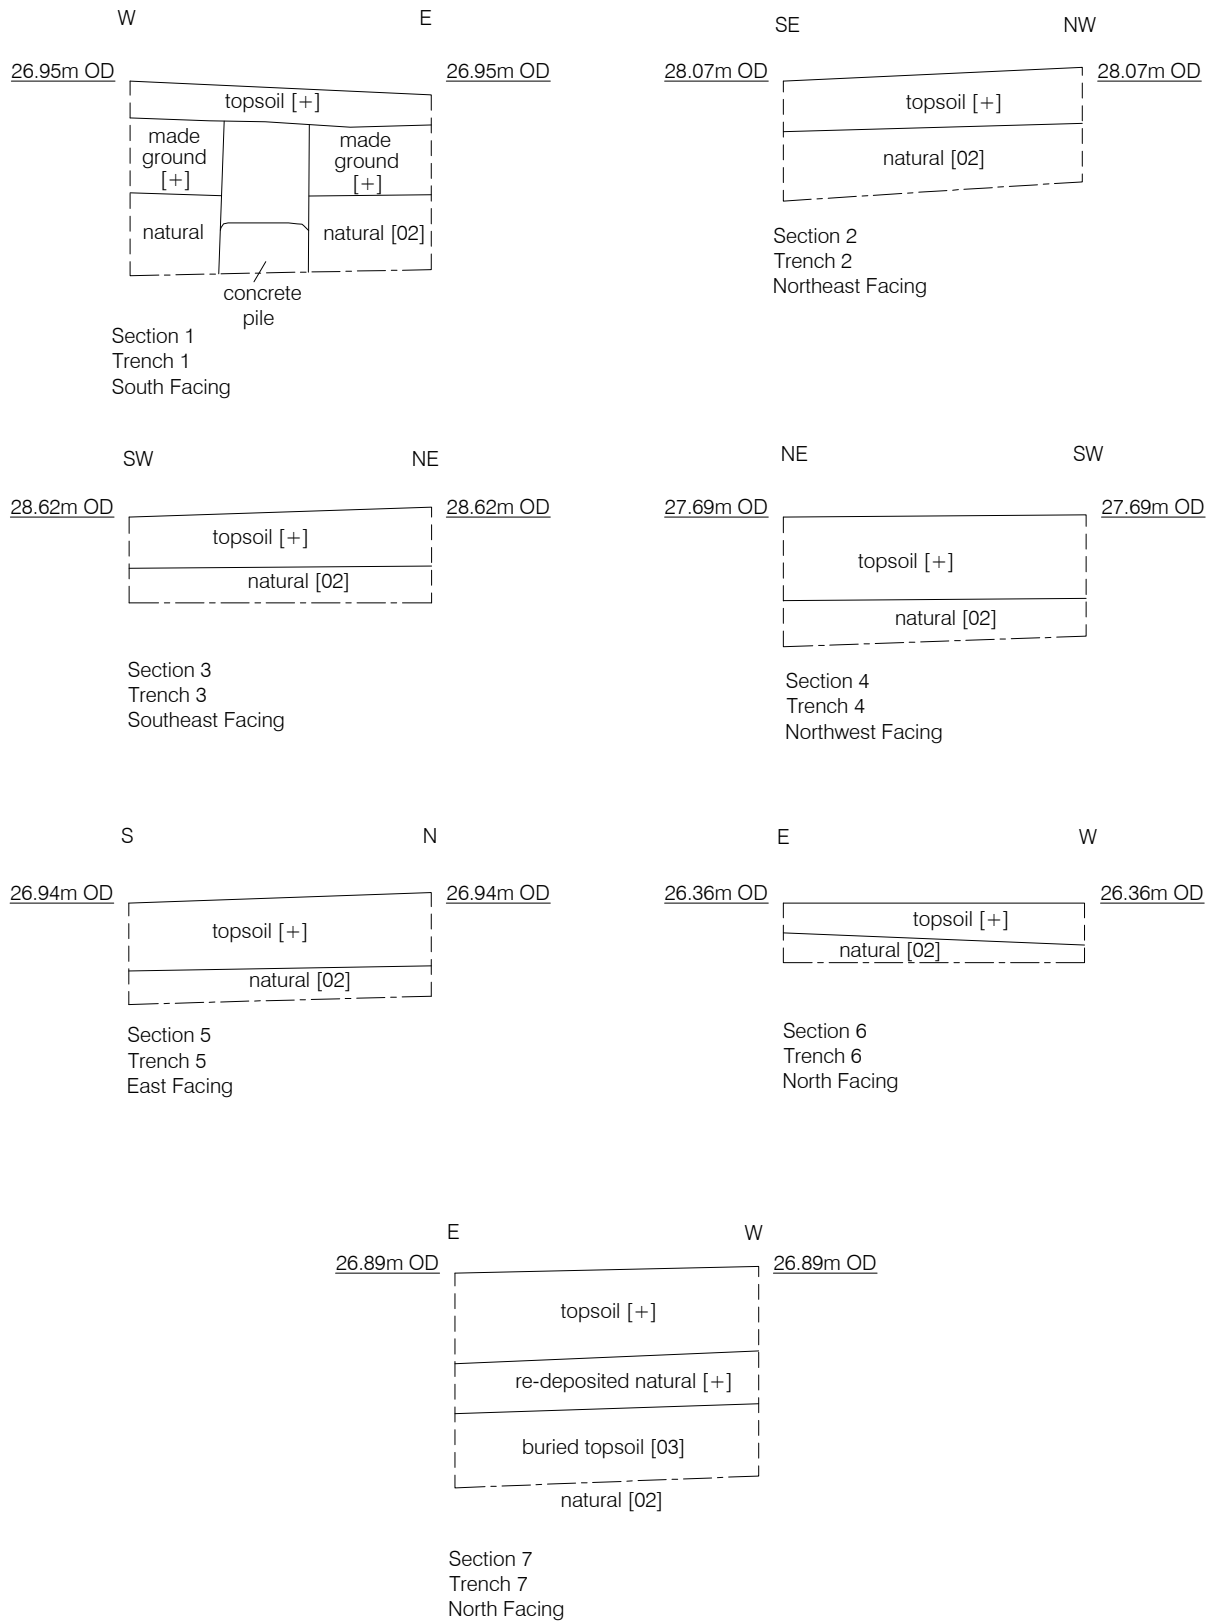 W E
26.95m OD 26.95m OD
topsoil [+]
made
ground
[+]
made
ground
[+]
natural
natural [02]
concrete
pile
Section 1
Trench 1
South Facing
SE NW
28.07m OD 28.07m OD
topsoil [+]
natural [02]
Section 2
Trench 2
Northeast Facing
SW NE
28.62m OD 28.62m OD
topsoil [+]
natural [02]
Section 3
Trench 3
Southeast Facing
NE SW
27.69m OD 27.69m OD
topsoil [+]
natural [02]
Section 4
Trench 4
Northwest Facing
S N
26.94m OD 26.94m OD
topsoil [+]
natural [02]
Section 5
Trench 5
East Facing
E W
26.36m OD 26.36m OD
topsoil [+]
natural [02]
Section 6
Trench 6
North Facing
E W
26.89m OD 26.89m OD
topsoil [+]
re-deposited natural [+]
buried topsoil [03]
natural [02]
Section 7
Trench 7
North Facing